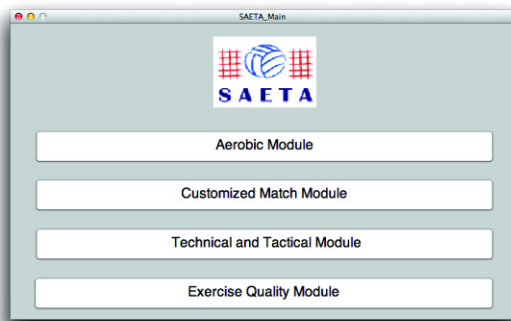 SAETA_Main
SAETA
Aerobic Module
Customized Match Module
Technical and Tactical Module
Exercise Quality Module